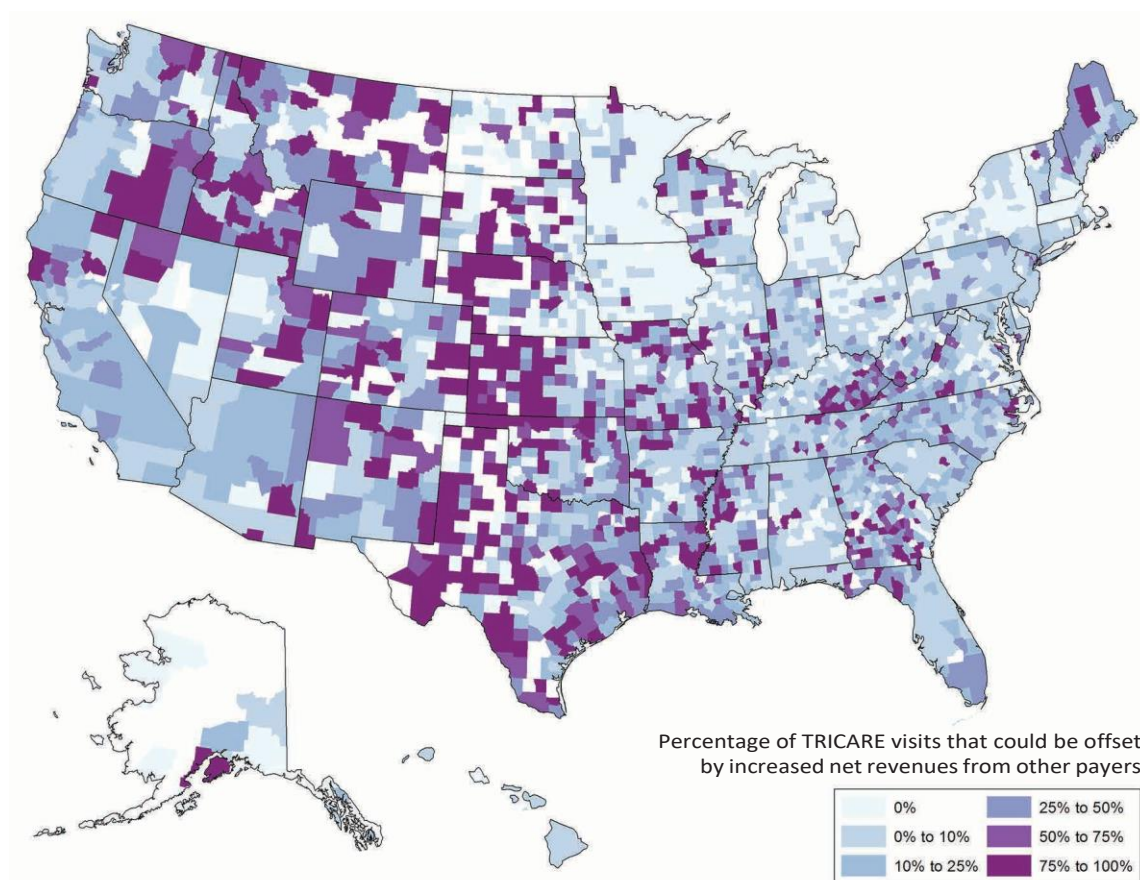 Percentage of TRICARE visits that could be offset
by increased net revenues from other payers
0%
0% to 10%
10% to 25%
25% to 50%
50% to 75%
75% to 100%